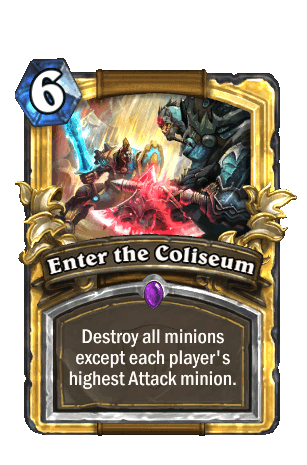 6
Enter the Coliseum
Destroy all minions
except each player's
highest Attack minion.